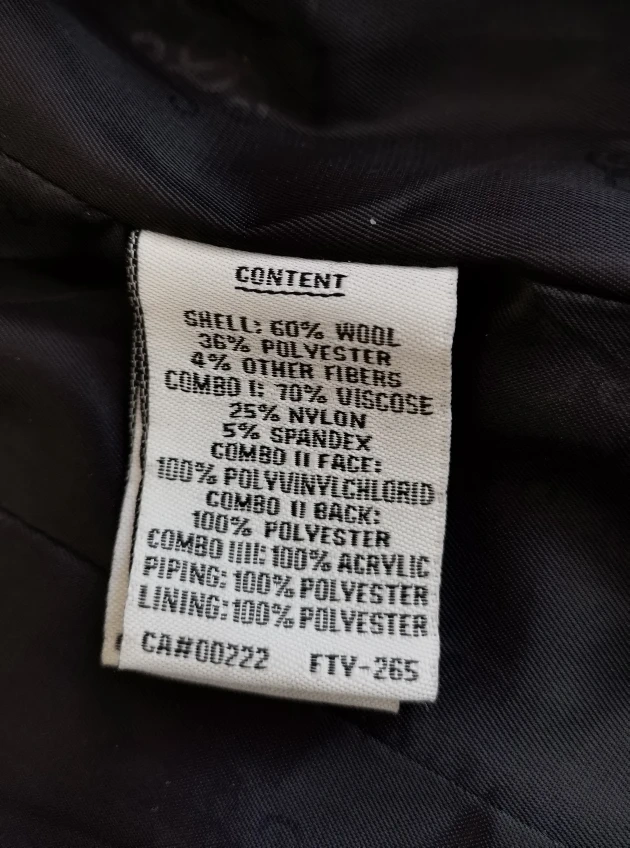 CONTENT
SHELL: 60% WOOL
36% POLYESTER
4% OTHER FIBERS
COMBO I: 70% VISCOSE
25% NYLON
5% SPANDEX
COMBO II FACE:
100% POLYVINYLCHLORID
COMBO II BACK:
100% POLYESTER
COMBO IIII: 100% ACRYLIC
PIPING: 100% POLYESTER
LINING: 100% POLYESTER
CA#00222 FTY-265